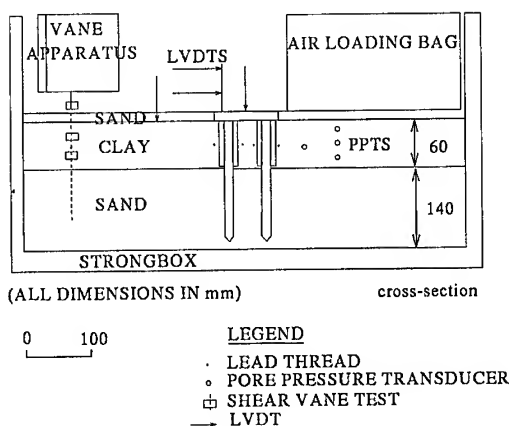 VANE
APPARATUS
LVDTS
AIR LOADING BAG
SAND
CLAY
PPTS
60
SAND
140
STRONGBOX
(ALL DIMENSIONS IN mm)
cross-section
0 100
LEGEND
LEAD THREAD
PORE PRESSURE TRANSDUCER
SHEAR VANE TEST
LVDT